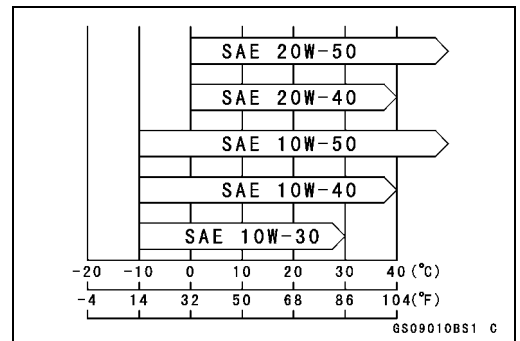 SAE 20W-50
SAE 20W-40
SAE 10W-50
SAE 10W-40
SAE 10W-30
-20 -10 0 10 20 30 40 (°C)
-4 14 32 50 68 86 104(°F)
GS09010BS1 C